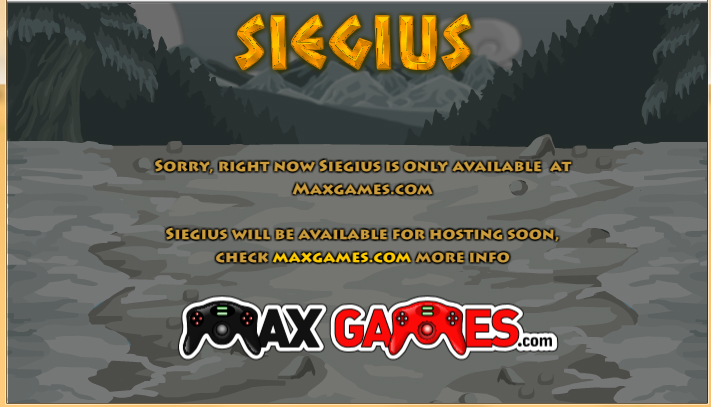 SIEGIUS
Sorry, right now Siegius is only available at
Maxgames.com
Siegius will be available for hosting soon,
check maxgames.com more info
MAX GAMES.com